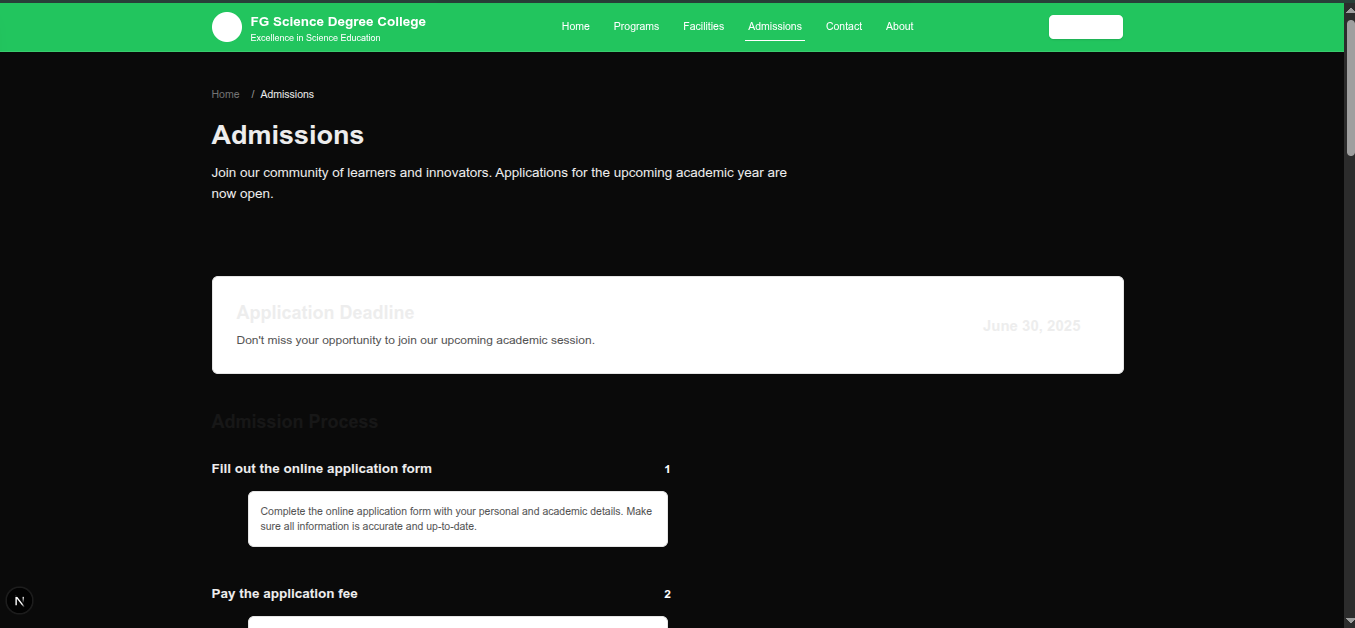 FG Science Degree College
Excellence in Science Education
Home
Programs
Facilities
Admissions
Contact
About
Home / Admissions
Admissions
Join our community of learners and innovators. Applications for the upcoming academic year are
now open.
Application Deadline
Don't miss your opportunity to join our upcoming academic session.
June 30, 2025
Admission Process
Fill out the online application form
1
Complete the online application form with your personal and academic details. Make
sure all information is accurate and up-to-date.
Pay the application fee
2
N